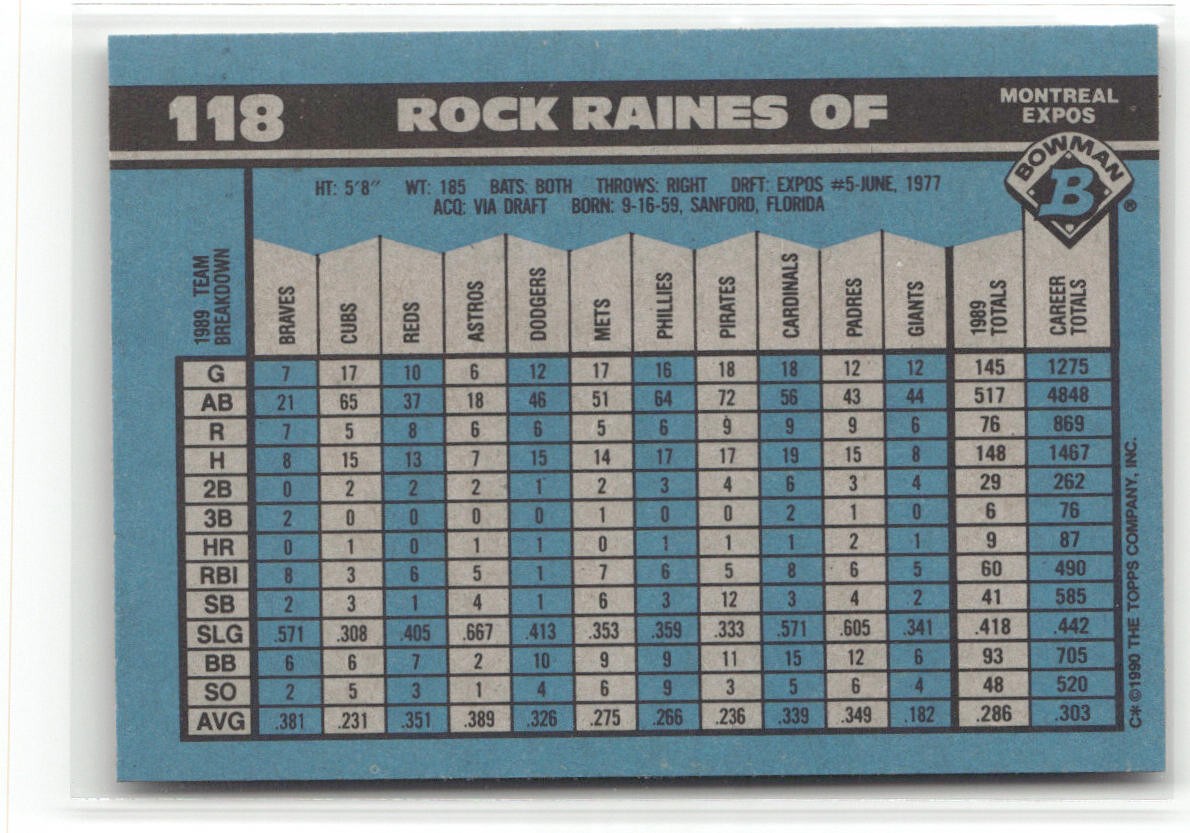 118 ROCK RAINES OF MONTREAL
EXPOS
BOWMAN
B
®
HT: 5'8" WT: 185 BATS: BOTH THROWS: RIGHT DRFT: EXPOS #5-JUNE, 1977
ACQ: VIA DRAFT BORN: 9-16-59, SANFORD, FLORIDA
1989 TEAM BREAKDOWN BRAVES CUBS REDS ASTROS DODGERS METS PHILLIES PIRATES CARDINALS PADRES GIANTS 1989 TOTALS CAREER TOTALS
G 7 17 10 6 12 17 16 18 18 12 12 145 1275
AB 21 65 37 18 46 51 64 72 56 43 44 517 4848
R 7 5 8 6 6 5 6 9 9 9 6 76 869
H 8 15 13 7 15 14 17 17 19 15 8 148 1467
2B 0 2 2 2 1 2 3 4 6 3 4 29 262
3B 2 0 0 0 0 1 0 0 2 1 0 6 76
HR 0 1 0 1 1 0 1 1 1 2 1 9 87
RBI 8 3 6 5 1 7 6 5 8 6 5 60 490
SB 2 3 1 4 1 6 3 12 3 4 2 41 585
SLG .571 .308 .405 .667 .413 .353 .359 .333 .571 .605 .341 .418 .442
BB 6 6 7 2 10 9 9 11 15 12 6 93 705
SO 2 5 3 1 4 6 9 3 5 6 4 48 520
AVG .381 .231 .351 .389 .326 .275 .266 .236 .339 .349 .182 .286 .303
C* ©1990 THE TOPPS COMPANY, INC.